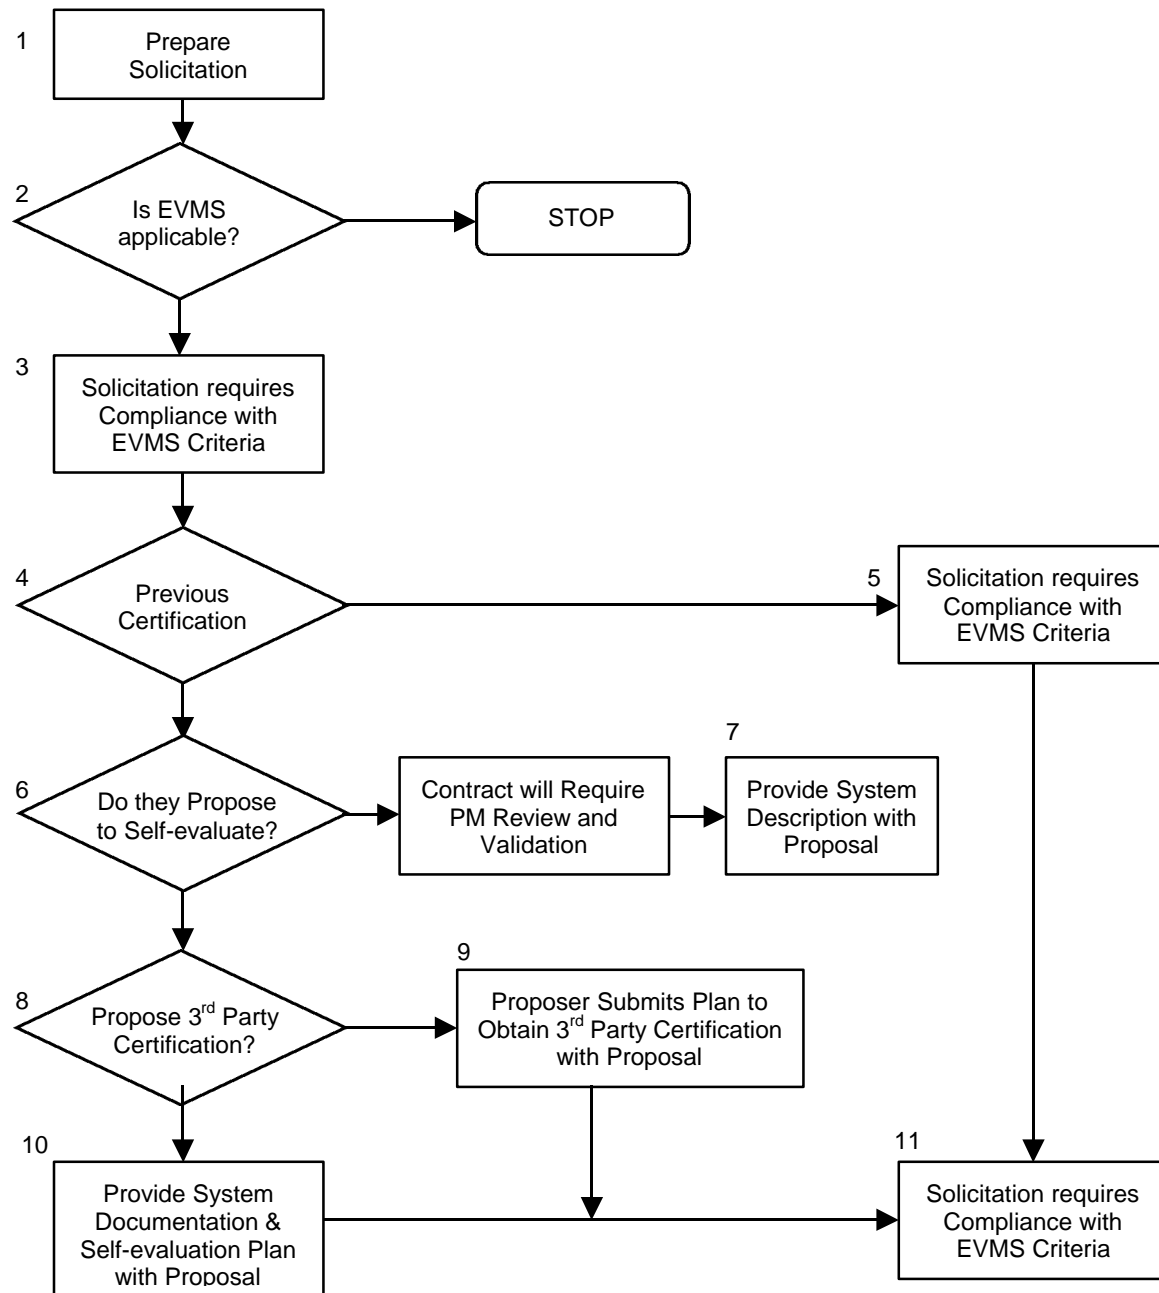 1
Prepare
Solicitation
2
Is EVMS
applicable?
STOP
3
Solicitation requires
Compliance with
EVMS Criteria
4
Previous
Certification
5
Solicitation requires
Compliance with
EVMS Criteria
6
Do they Propose
to Self-evaluate?
Contract will Require
PM Review and
Validation
7
Provide System
Description with
Proposal
8
Propose 3rd Party
Certification?
9
Proposer Submits Plan to
Obtain 3rd Party Certification
with Proposal
10
Provide System
Documentation &
Self-evaluation Plan
with Proposal
11
Solicitation requires
Compliance with
EVMS Criteria